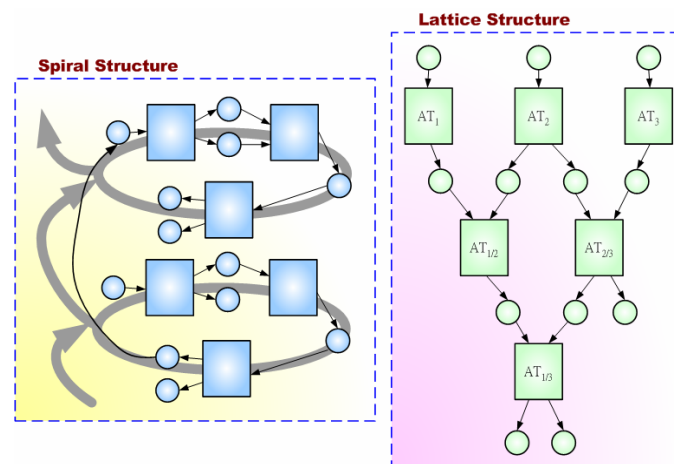 Spiral Structure
Lattice Structure
AT1
AT2
AT3
AT1/2
AT2/3
AT1/3